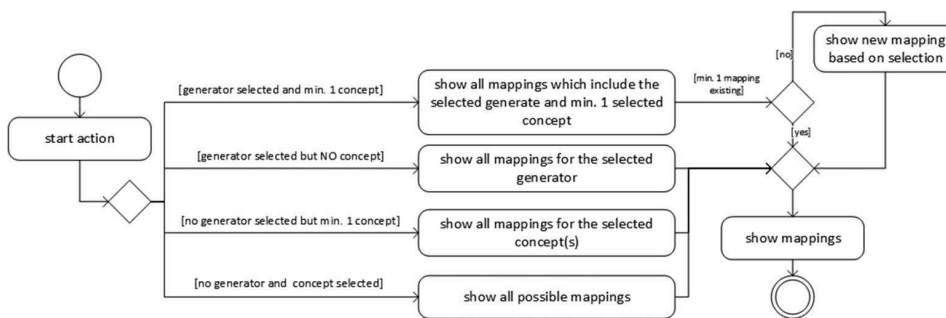 [no]
show new mapping
based on selection
[generator selected and min. 1 concept]
show all mappings which include the
selected generate and min. 1 selected
concept
[min. 1 mapping
existing]
start action
[yes]
[generator selected but NO concept]
show all mappings for the selected
generator
[no generator selected but min. 1 concept]
show all mappings for the selected
concept(s)
show mappings
[no generator and concept selected]
show all possible mappings